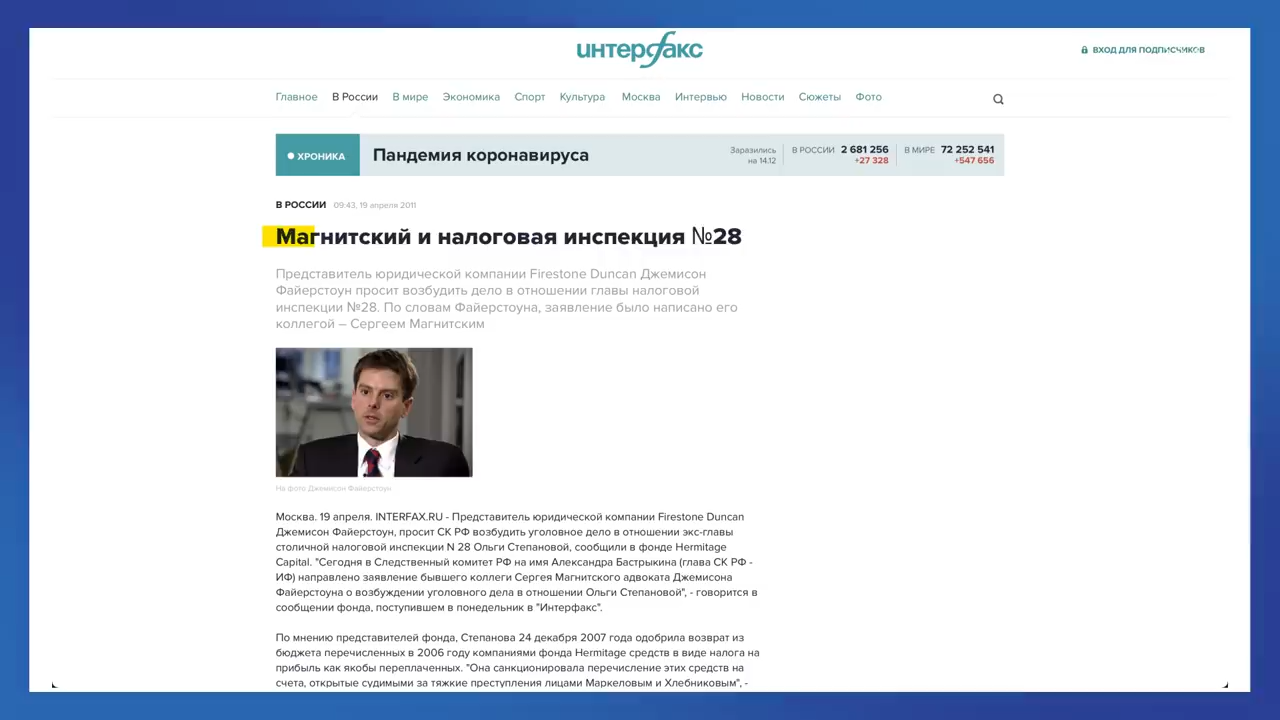 интерфакс
ВХОД ДЛЯ ПОДПИСЧИКОВ
Главное В России В мире Экономика Спорт Культура Москва Интервью Новости Сюжеты Фото
ХРОНИКА
Пандемия коронавируса
Заразились на 14.12
В РОССИИ 2 681 256
+27 328
В МИРЕ 72 252 541
+547 656
В РОССИИ 09:43, 19 апреля 2011
Магнитский и налоговая инспекция №28
Представитель юридической компании Firestone Duncan Джемисон
Файерстоун просит возбудить дело в отношении главы налоговой
инспекции №28. По словам Файерстоуна, заявление было написано его
коллегой – Сергеем Магнитским
На фото Джемисон Файерстоун
Москва. 19 апреля. INTERFAX.RU - Представитель юридической компании Firestone Duncan
Джемисон Файерстоун, просит СК РФ возбудить уголовное дело в отношении экс-главы
столичной налоговой инспекции N 28 Ольги Степановой, сообщили в фонде Hermitage
Capital. "Сегодня в Следственный комитет РФ на имя Александра Бастрыкина (глава СК РФ -
ИФ) направлено заявление бывшего коллеги Сергея Магнитского адвоката Джемисона
Файерстоуна о возбуждении уголовного дела в отношении Ольги Степановой", - говорится в
сообщении фонда, поступившем в понедельник в "Интерфакс".
По мнению представителей фонда, Степанова 24 декабря 2007 года одобрила возврат из
бюджета перечисленных в 2006 году компаниями фонда Hermitage средств в виде налога на
прибыль как якобы переплаченных. "Она санкционировала перечисление этих средств на
счета, открытые судимыми за тяжкие преступления лицами Маркеловым и Хлебниковым", -